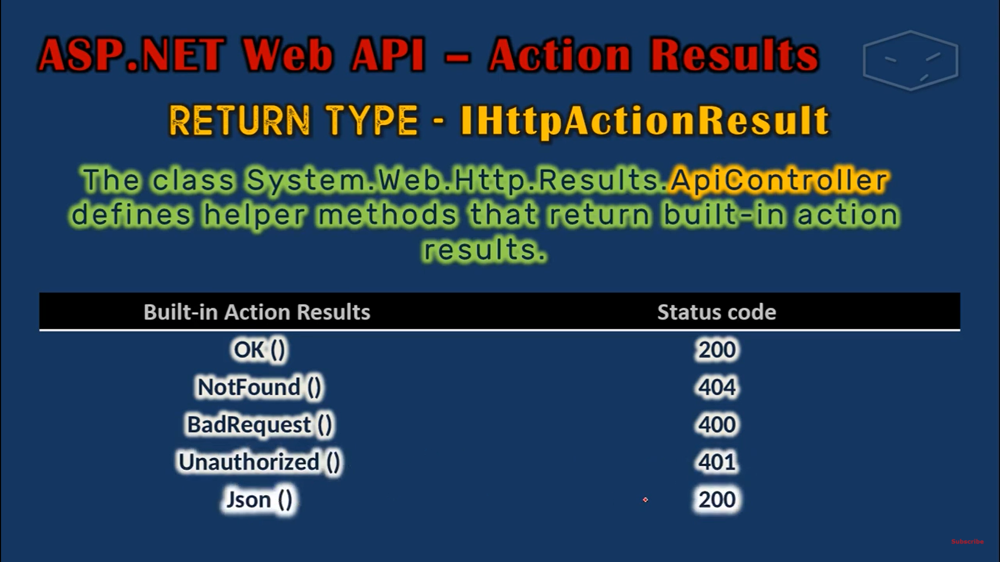 ASP.NET Web API – Action Results
RETURN TYPE - IHttpActionResult
The class System.Web.Http.Results.ApiController
defines helper methods that return built-in action
results.
Built-in Action Results Status code
OK () 200
NotFound () 404
BadRequest () 400
Unauthorized () 401
Json () 200
Subscribe